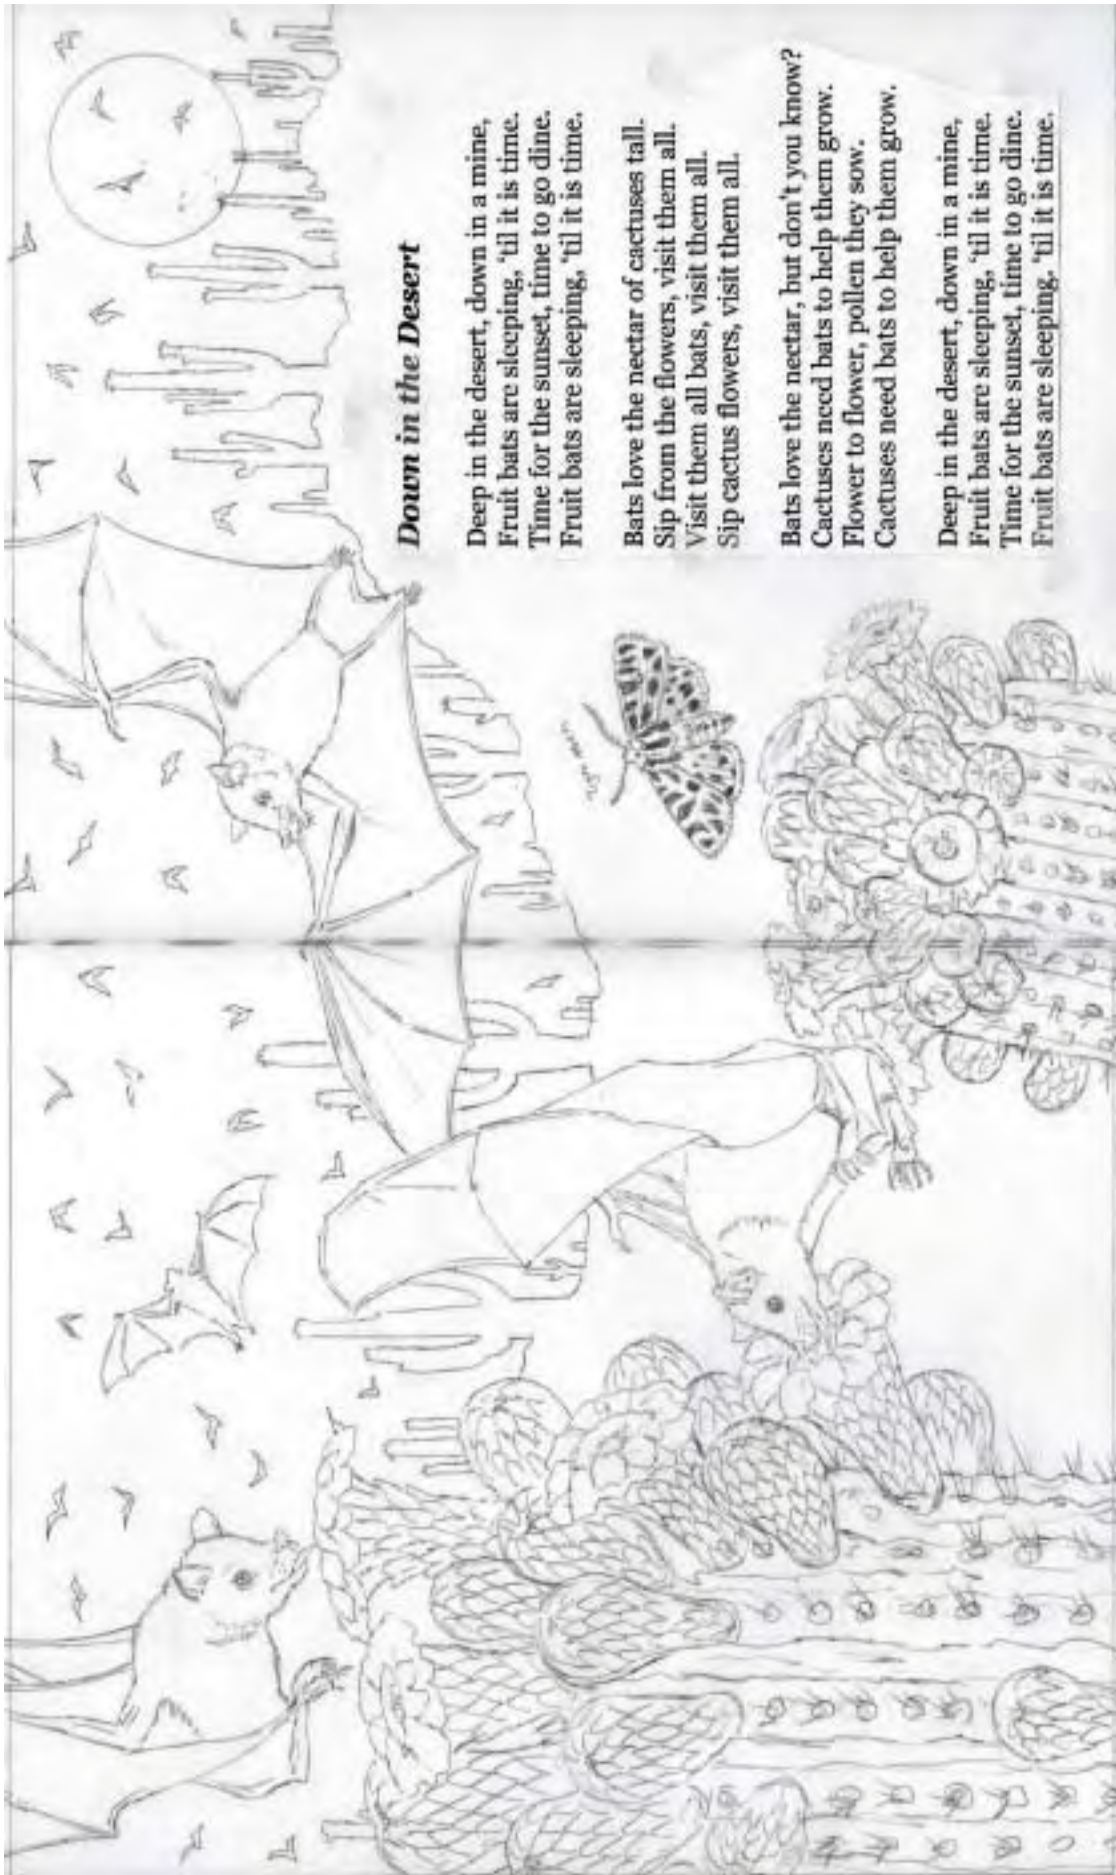 Down in the Desert
Deep in the desert, down in a mine,
Fruit bats are sleeping, 'til it is time.
Time for the sunset, time to go dine.
Fruit bats are sleeping, 'til it is time.
Bats love the nectar of cactuses tall.
Sip from the flowers, visit them all.
Visit them all bats, visit them all.
Sip cactus flowers, visit them all.
Bats love the nectar, but don't you know?
Cactuses need bats to help them grow.
Flower to flower, pollen they sow.
Cactuses need bats to help them grow.
Deep in the desert, down in a mine,
Fruit bats are sleeping, 'til it is time.
Time for the sunset, time to go dine.
Fruit bats are sleeping, 'til it is time.